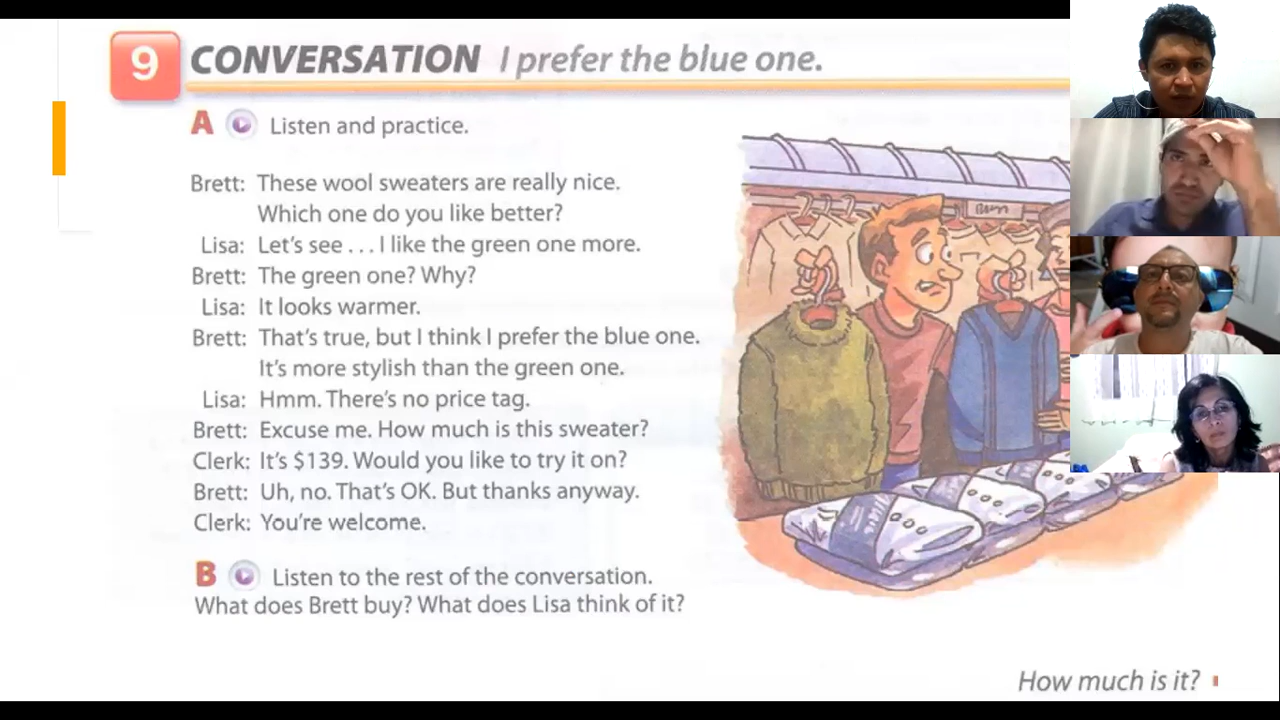 9 CONVERSATION I prefer the blue one.
A Listen and practice.
Brett: These wool sweaters are really nice.
Which one do you like better?
Lisa: Let's see . . . I like the green one more.
Brett: The green one? Why?
Lisa: It looks warmer.
Brett: That's true, but I think I prefer the blue one.
It's more stylish than the green one.
Lisa: Hmm. There's no price tag.
Brett: Excuse me. How much is this sweater?
Clerk: It's $139. Would you like to try it on?
Brett: Uh, no. That's OK. But thanks anyway.
Clerk: You're welcome.
B Listen to the rest of the conversation.
What does Brett buy? What does Lisa think of it?
How much is it?